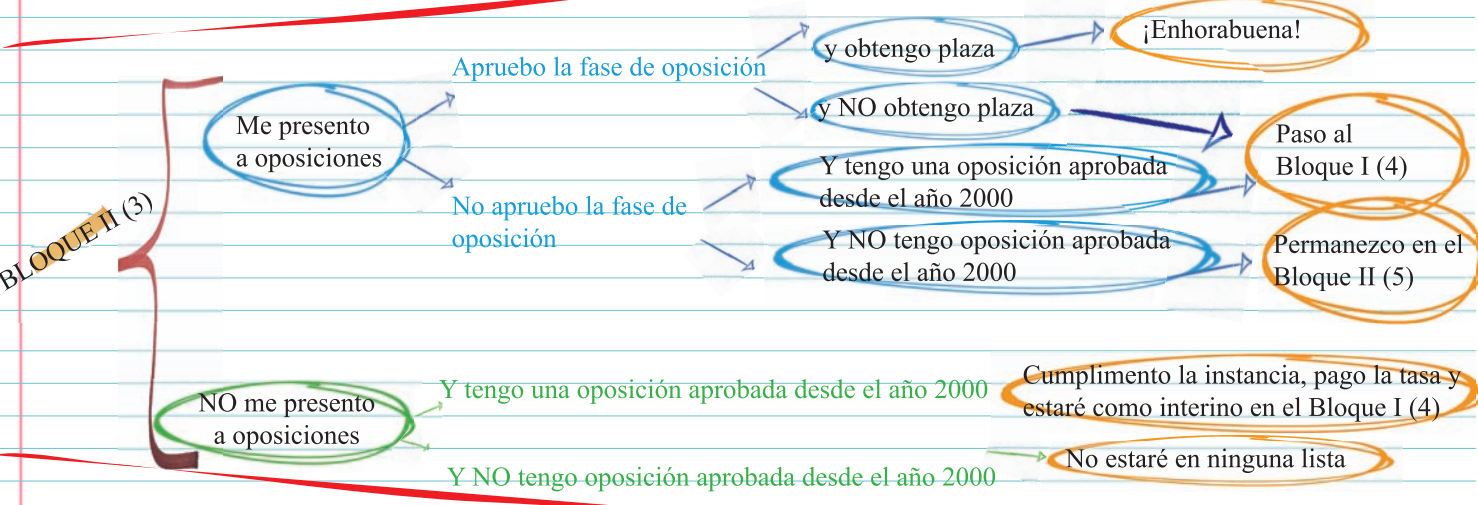 BLOQUE II (3)
Me presento
a oposiciones
Apruebo la fase de oposición
y obtengo plaza
¡Enhorabuena!
y NO obtengo plaza
Paso al
Bloque I (4)
No apruebo la fase de
oposición
Y tengo una oposición aprobada
desde el año 2000
Y NO tengo oposición aprobada
desde el año 2000
Permanezco en el
Bloque II (5)
NO me presento
a oposiciones
Y tengo una oposición aprobada desde el año 2000
Cumplimento la instancia, pago la tasa y
estaré como interino en el Bloque I (4)
Y NO tengo oposición aprobada desde el año 2000
No estaré en ninguna lista